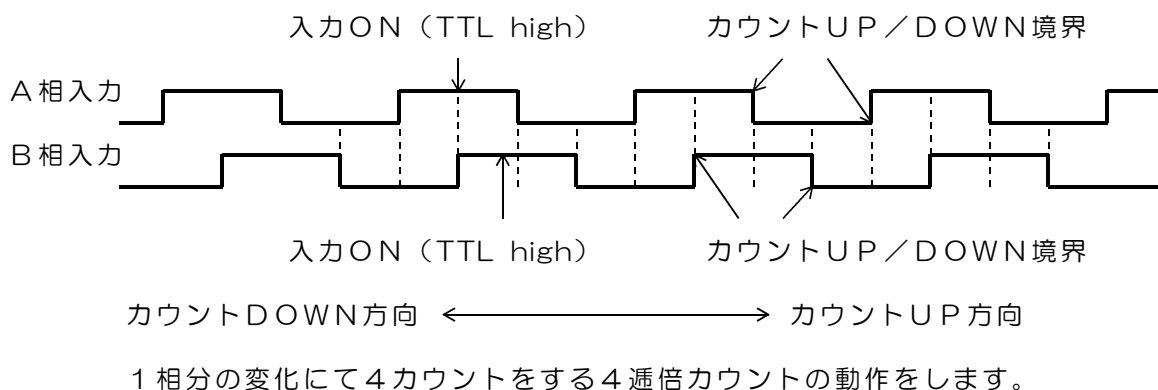 入力ON（TTL high）　カウントUP／DOWN境界
A相入力
B相入力
入力ON（TTL high）　カウントUP／DOWN境界
カウントDOWN方向　カウントUP方向
１相分の変化にて４カウントをする４逓倍カウントの動作をします。